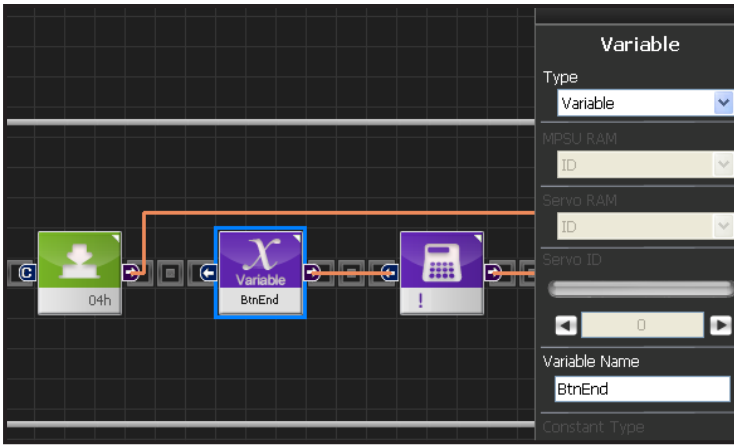 Variable
Type
Variable
MPSU RAM
ID
Servo RAM
ID
Servo ID
0
Variable Name
BtnEnd
Constant Type
C
04h
X
Variable
BtnEnd
!